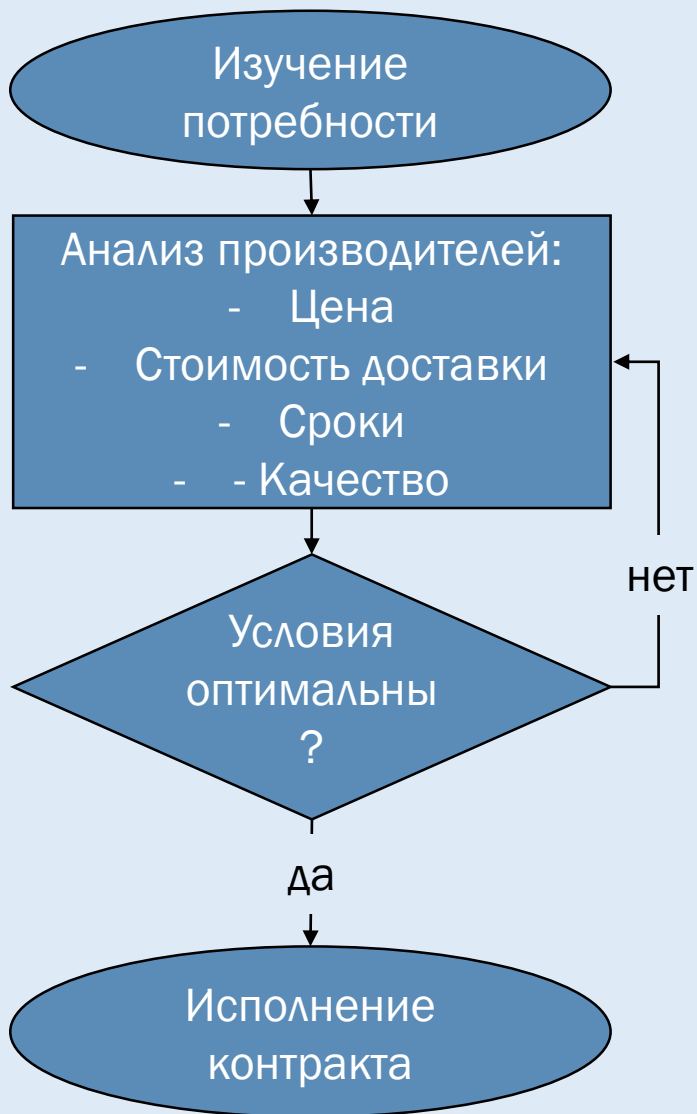 Изучение
потребности
Анализ производителей:
- Цена
- Стоимость доставки
- Сроки
- - Качество
нет
Условия
оптимальны
?
да
Исполнение
контракта